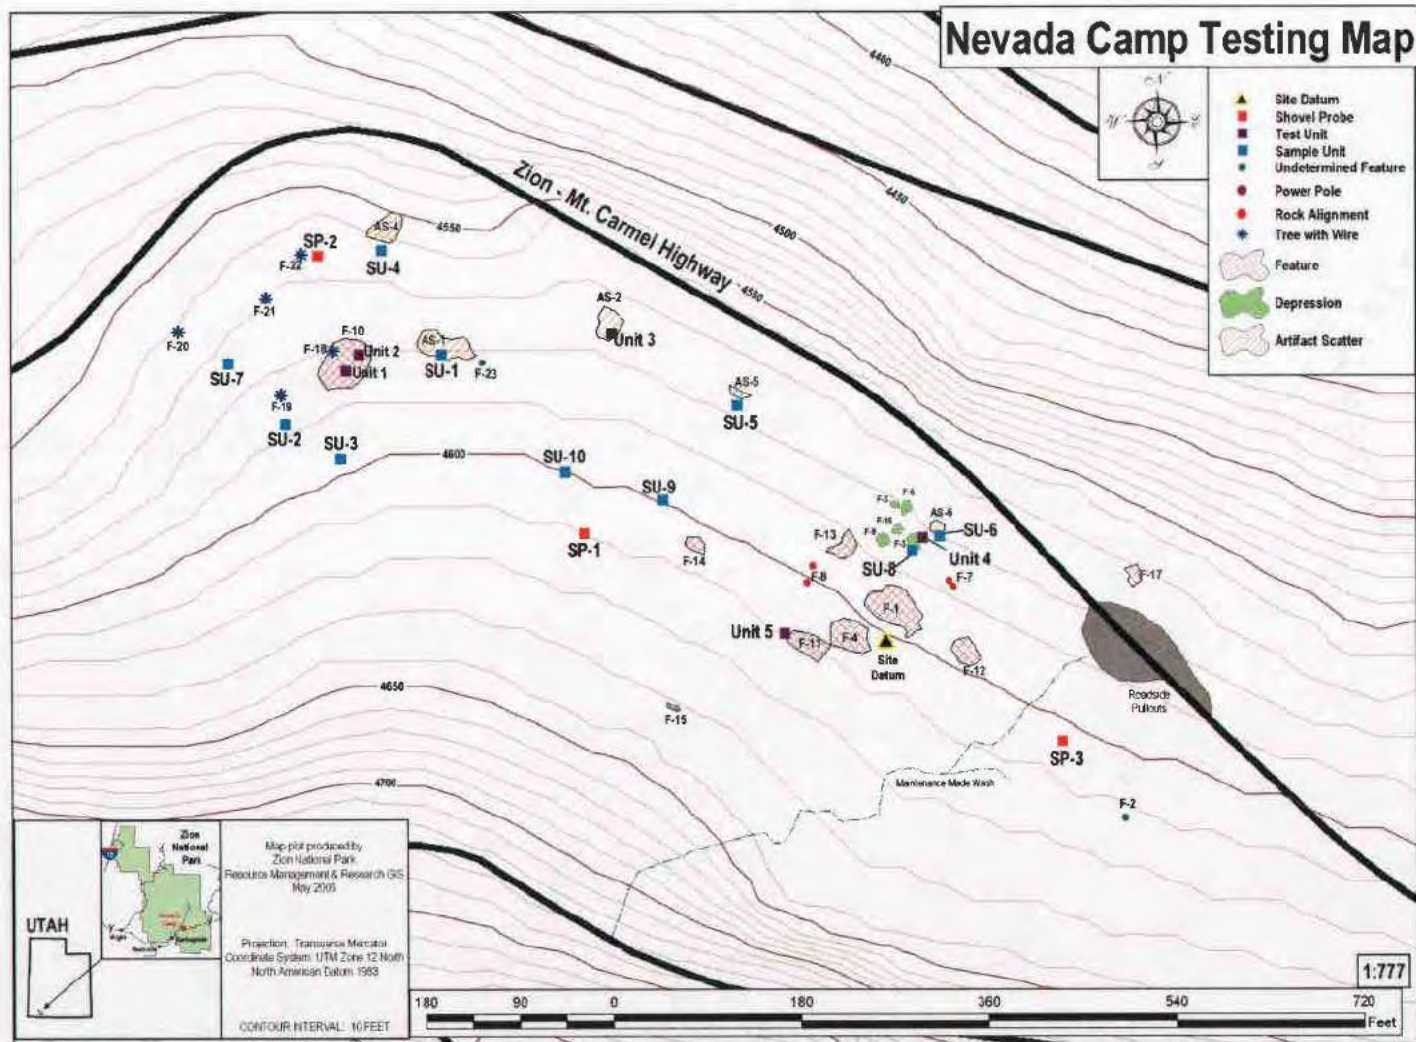 Nevada Camp Testing Map
Site Datum
Shovel Probe
Test Unit
Sample Unit
Undetermined Feature
Power Pole
Rock Alignment
Tree with Wire
Feature
Depression
Artifact Scatter
4460
4450
4500
Zion - Mt. Carmel Highway
4550
4550
AS-4
SP-2
F-22
SU-4
F-21
AS-2
F-20
F-10
F-18
Unit 2
AS-1
Unit 3
SU-7
Unit 1
SU-1
F-23
F-19
AS-5
SU-5
SU-2
SU-3
4600
SU-10
SU-9
F-6
AS-6
F-13
SU-6
SP-1
F-14
SU-8
Unit 4
F-8
F-7
F-17
F-1
Unit 5
F-11
F-4
Site
Datum
F-12
4650
F-15
Roadside
Pullouts
SP-3
4700
Maintenance Made Wash
F-2
Zion
National
Park
UTAH
Map plot produced by
Zion National Park
Resource Management & Research GIS
Projection: Transverse Mercator
Coordinate System: UTM Zone 12 North
North American Datum 1983
CONTOUR INTERVAL: 10 FEET
1:777
180 90 0 180 360 540 720
Feet